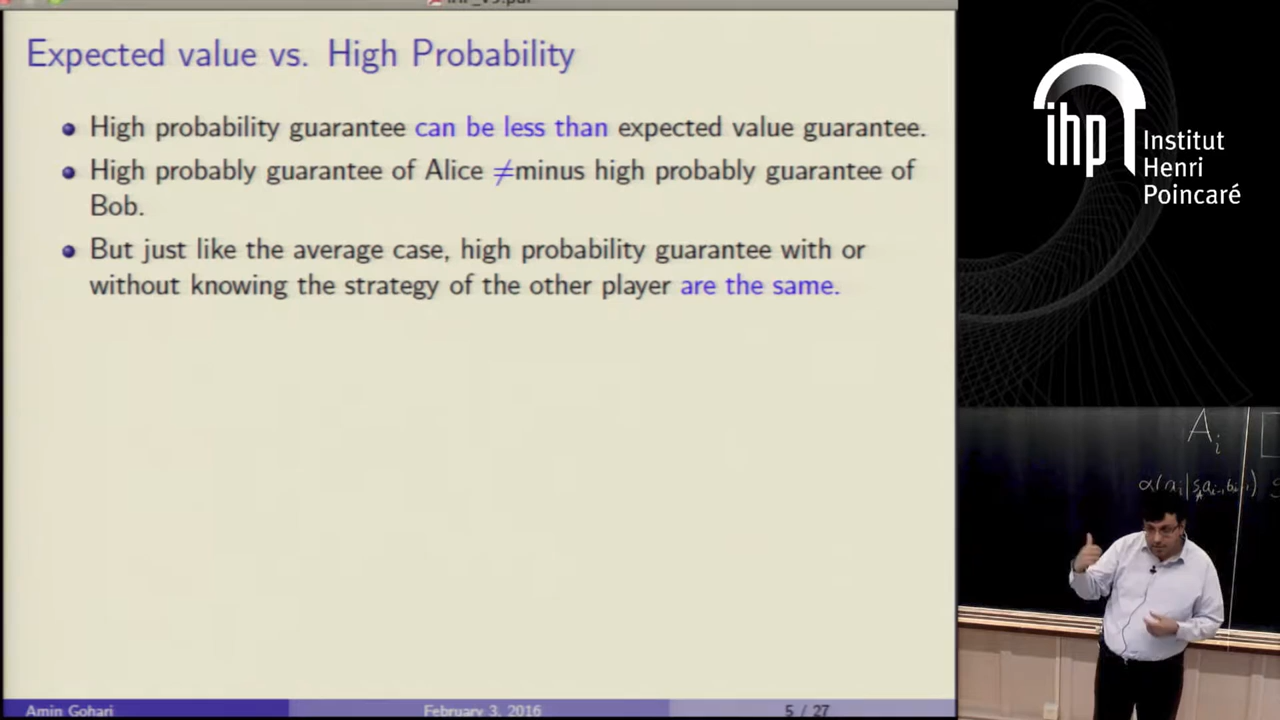 Expected value vs. High Probability
High probability guarantee can be less than expected value guarantee.
High probably guarantee of Alice ≠minus high probably guarantee of
Bob.
But just like the average case, high probability guarantee with or
without knowing the strategy of the other player are the same.
Amin Gohari
February 3, 2016
5 / 27
ihp
Institut
Henri
Poincaré
A i